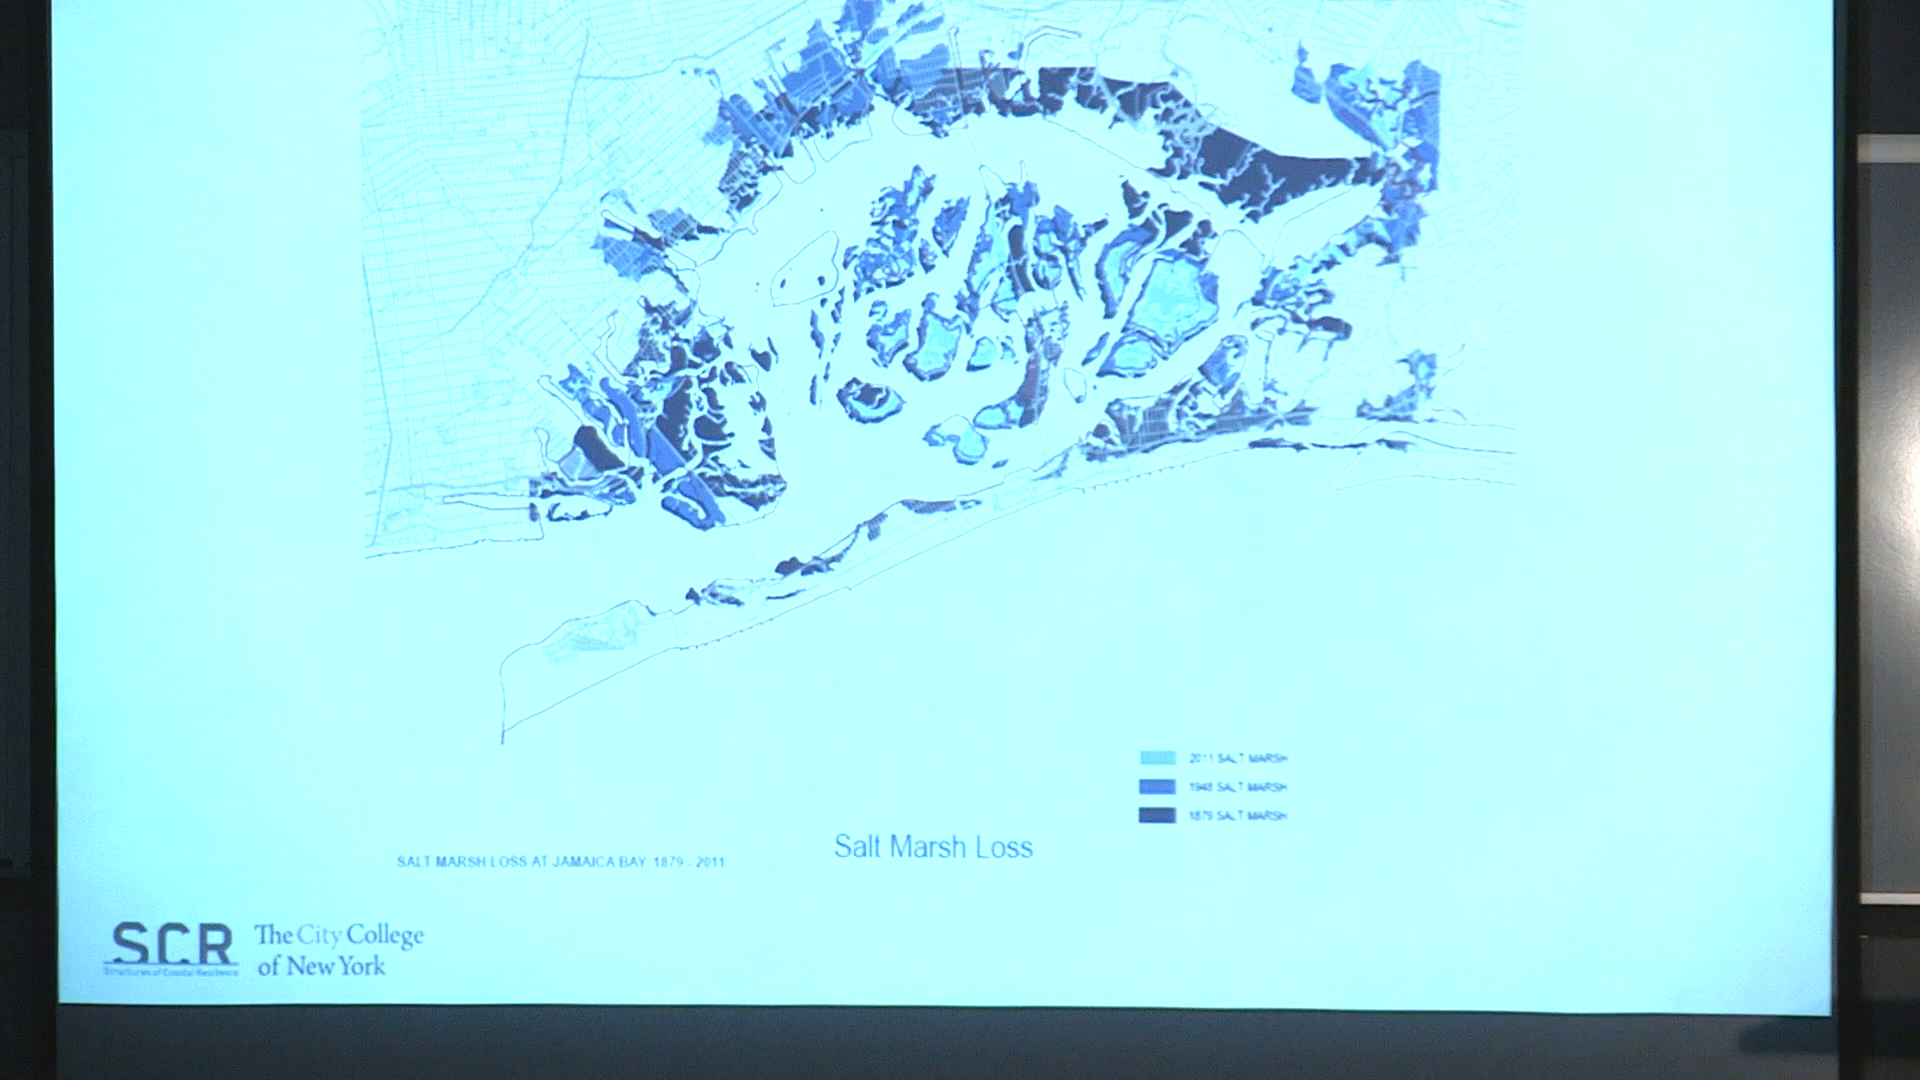 2011 SALT MARSH
1948 SALT MARSH
1879 SALT MARSH
Salt Marsh Loss
SALT MARSH LOSS AT JAMAICA BAY, 1879 - 2011
SCR
Structures of Coastal Resilience
The City College
of New York